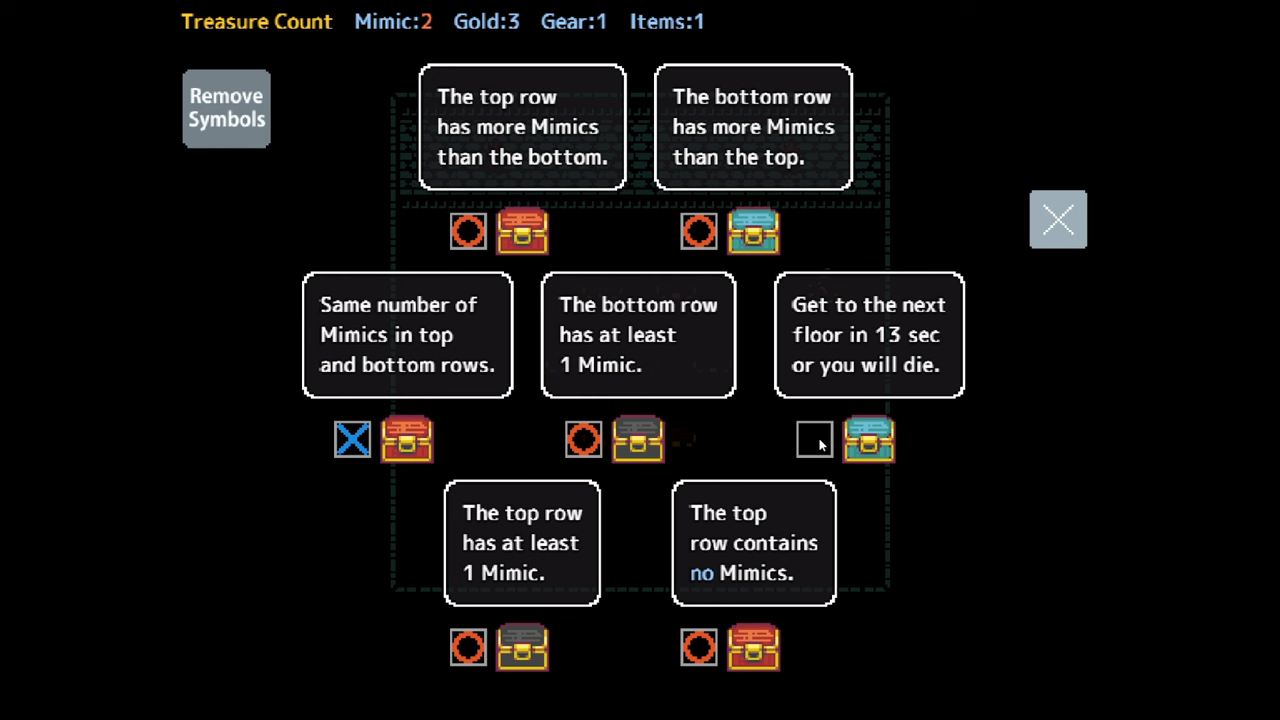 Treasure Count Mimic:2 Gold:3 Gear:1 Items:1
Remove
Symbols
The top row
has more Mimics
than the bottom.
The bottom row
has more Mimics
than the top.
Same number of
Mimics in top
and bottom rows.
The bottom row
has at least
1 Mimic.
Get to the next
floor in 13 sec
or you will die.
The top row
has at least
1 Mimic.
The top
row contains
no Mimics.